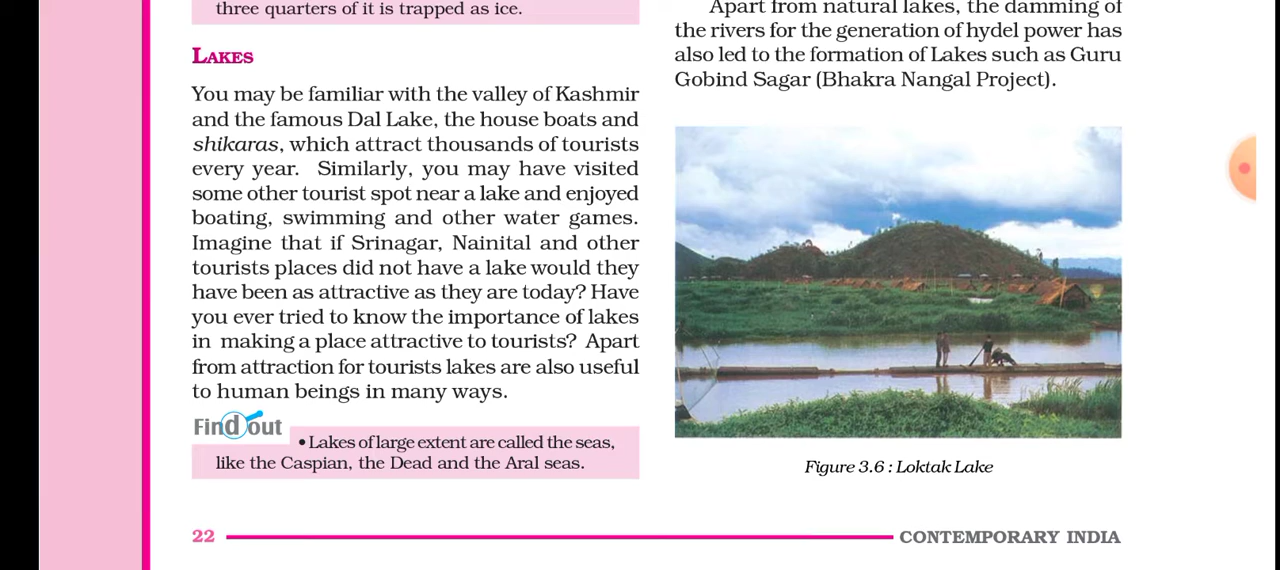 three quarters of it is trapped as ice.
LAKES
You may be familiar with the valley of Kashmir
and the famous Dal Lake, the house boats and
shikaras, which attract thousands of tourists
every year. Similarly, you may have visited
some other tourist spot near a lake and enjoyed
boating, swimming and other water games.
Imagine that if Srinagar, Nainital and other
tourists places did not have a lake would they
have been as attractive as they are today? Have
you ever tried to know the importance of lakes
in making a place attractive to tourists? Apart
from attraction for tourists lakes are also useful
to human beings in many ways.
Find out
• Lakes of large extent are called the seas,
like the Caspian, the Dead and the Aral seas.
Apart from natural lakes, the damming of
the rivers for the generation of hydel power has
also led to the formation of Lakes such as Guru
Gobind Sagar (Bhakra Nangal Project).
Figure 3.6 : Loktak Lake
22
CONTEMPORARY INDIA